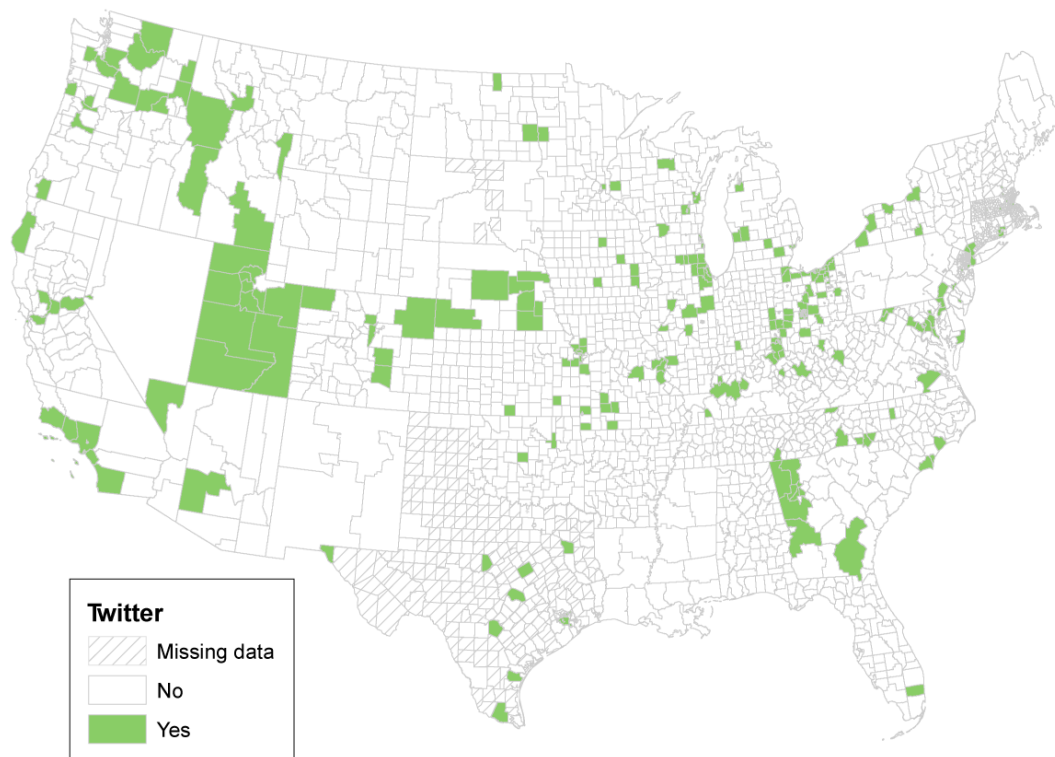 Twitter
Missing data
No
Yes